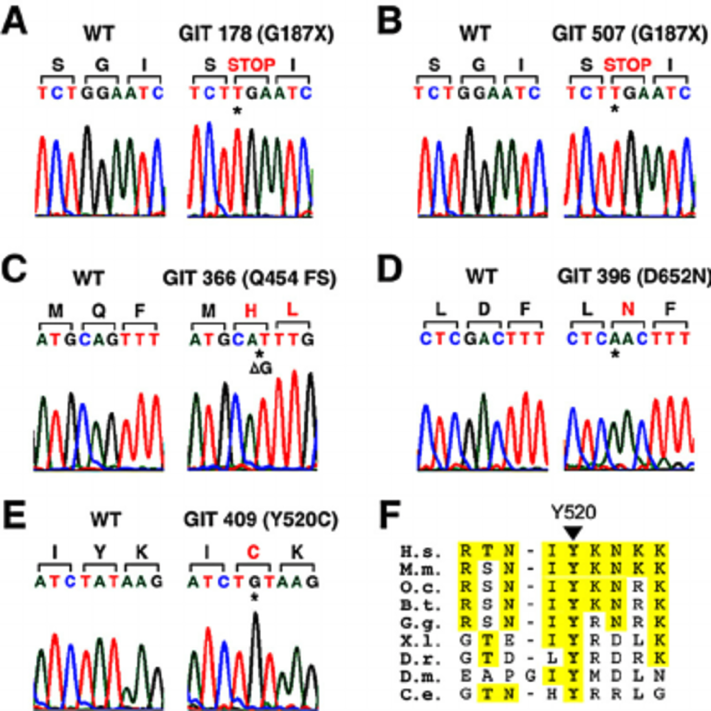 A
WT
GIT 178 (G187X)
S G I
S STOP I
TCTGGAATC
TCTTGAATC
*
B
WT
GIT 507 (G187X)
S G I
S STOP I
TCTGGAATC
TCTTGAATC
*
C
WT
GIT 366 (Q454 FS)
M Q F
M H L
ATGCAGTTT
ATGCATTTG
*
ΔG
D
WT
GIT 396 (D652N)
L D F
L N F
CTCGACTTT
CTCAACTTT
*
E
WT
GIT 409 (Y520C)
I Y K
I C K
ATCTATAAG
ATCTGTAAG
*
F
Y520
H.s. R T N - I Y K N K K
M.m. R S N - I Y K N K K
O.c. R S N - I Y K N R K
B.t. R S N - I Y K N R K
G.g. R S N - I Y R N R K
X.l. G T E - I Y R D L K
D.r. G T D - L Y R D R K
D.m. E A P G I Y M D L N
C.e. G T N - H Y R R L G